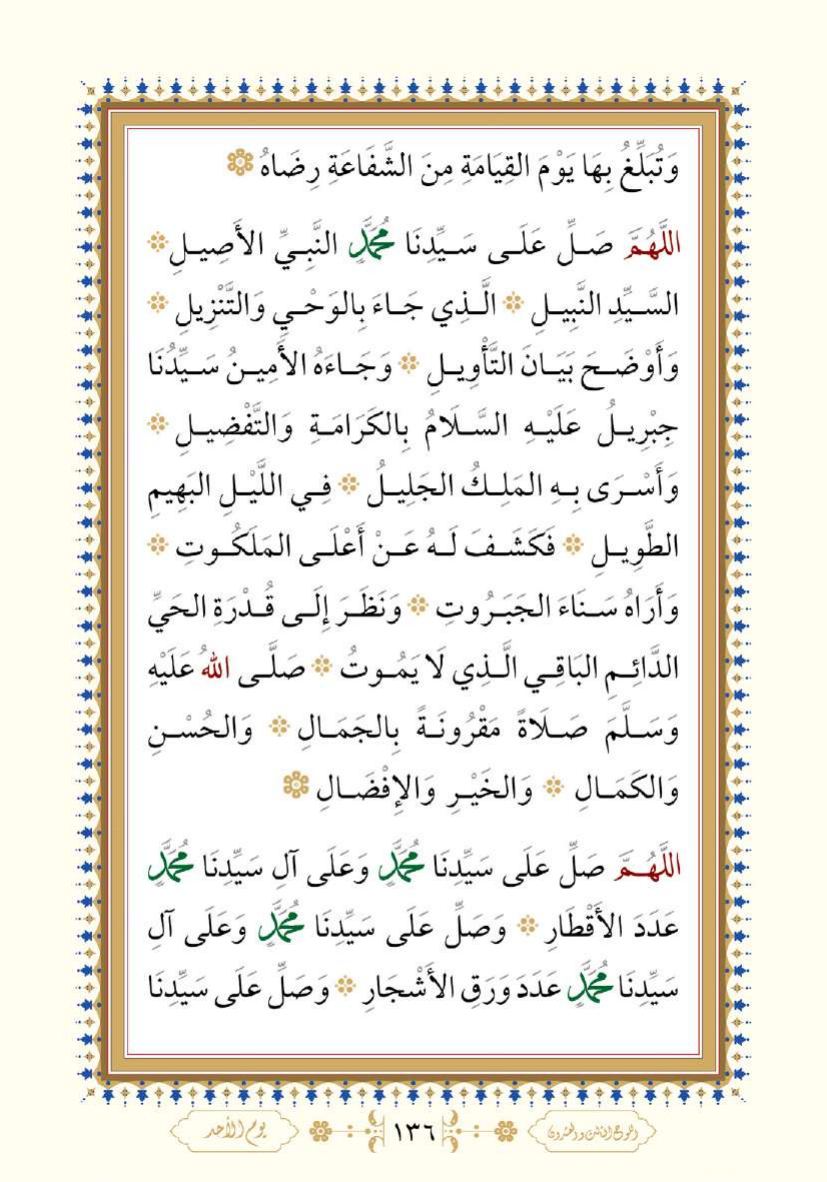 وَتُبَلِّغُ بِهَا يَوْمَ القِيَامَةِ مِنَ الشَّفَاعَةِ رِضَاهُ ۞
اللَّهُمَّ صَلِّ عَلَى سَيِّدِنَا مُحَمَّدٍ النَّبِيِّ الأَصِيلِ ۞
السَّيِّدِ النَّبِيلِ ۞ الَّذِي جَاءَ بِالوَحْيِ وَالتَّنْزِيلِ ۞
وَأَوْضَحَ بَيَانَ التَّأْوِيلِ ۞ وَجَاءَهُ الأَمِينُ سَيِّدُنَا
جِبْرِيلُ عَلَيْهِ السَّلَامُ بِالكَرَامَةِ وَالتَّفْضِيلِ ۞
وَأَسْرَى بِهِ المَلِكُ الجَلِيلُ ۞ فِي اللَّيْلِ البَهِيمِ
الطَّوِيلِ ۞ فَكَشَفَ لَهُ عَنْ أَعْلَى المَلَكُوتِ ۞
وَأَرَاهُ سَنَاءَ الجَبَرُوتِ ۞ وَنَظَرَ إِلَى قُدْرَةِ الحَيِّ
الدَّائِمِ البَاقِي الَّذِي لَا يَمُوتُ ۞ صَلَّى اللهُ عَلَيْهِ
وَسَلَّمَ صَلَاةً مَقْرُونَةً بِالجَمَالِ ۞ وَالحُسْنِ
وَالكَمَالِ ۞ وَالخَيْرِ وَالإِفْضَالِ ۞
اللَّهُمَّ صَلِّ عَلَى سَيِّدِنَا مُحَمَّدٍ وَعَلَى آلِ سَيِّدِنَا مُحَمَّدٍ
عَدَدَ الأَقْطَارِ ۞ وَصَلِّ عَلَى سَيِّدِنَا مُحَمَّدٍ وَعَلَى آلِ
سَيِّدِنَا مُحَمَّدٍ عَدَدَ وَرَقِ الأَشْجَارِ ۞ وَصَلِّ عَلَى سَيِّدِنَا
والعشرون ١٣٦ يوم الأحد